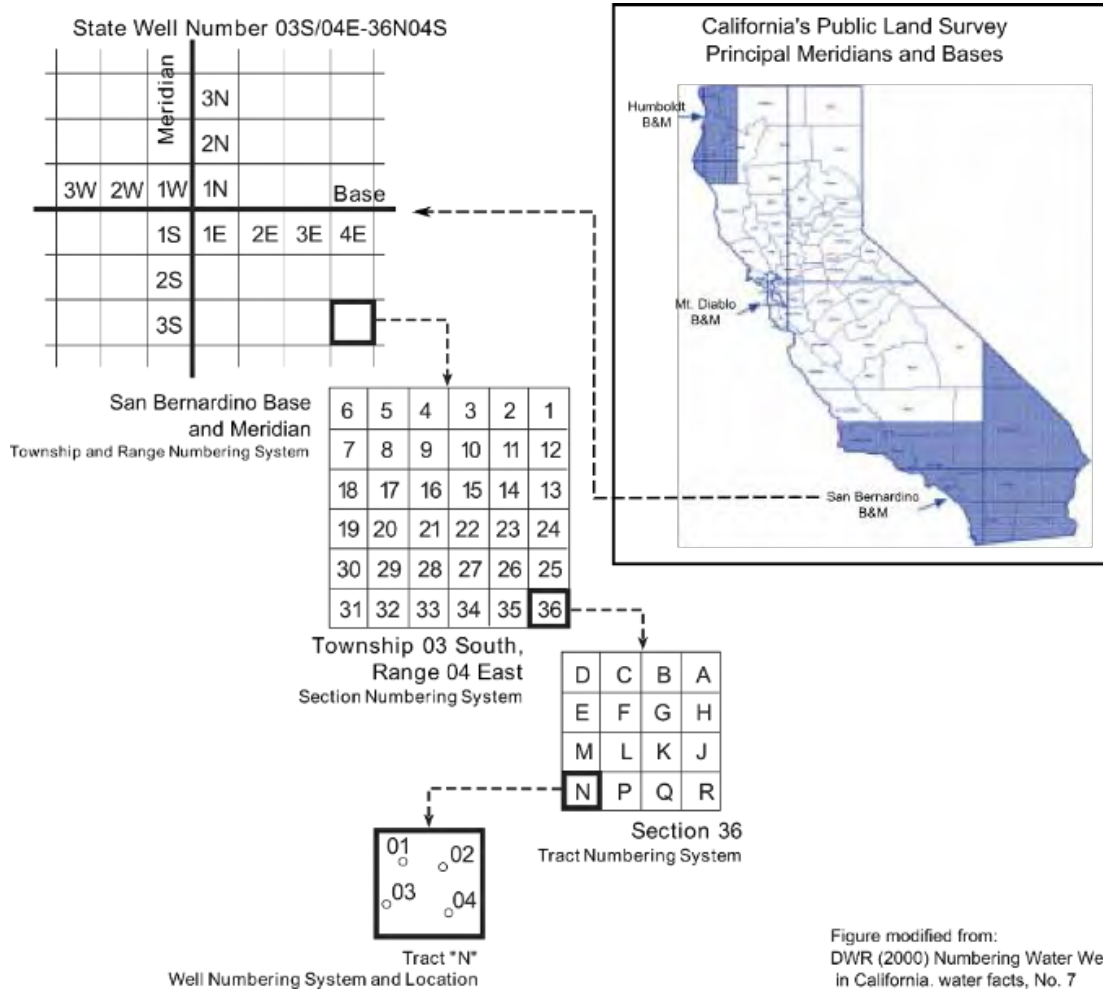 State Well Number 03S/04E-36N04S
Meridian
3N
2N
3W 2W 1W 1N Base
1S 1E 2E 3E 4E
2S
3S
San Bernardino Base
and Meridian
Township and Range Numbering System
California's Public Land Survey
Principal Meridians and Bases
Humboldt
B&M
Mt. Diablo
B&M
San Bernardino
B&M
6 5 4 3 2 1
7 8 9 10 11 12
18 17 16 15 14 13
19 20 21 22 23 24
30 29 28 27 26 25
31 32 33 34 35 36
Township 03 South,
Range 04 East
Section Numbering System
D C B A
E F G H
M L K J
N P Q R
Section 36
Tract Numbering System
01 02
03 04
Tract "N"
Well Numbering System and Location
Figure modified from:
DWR (2000) Numbering Water We
in California. water facts, No. 7